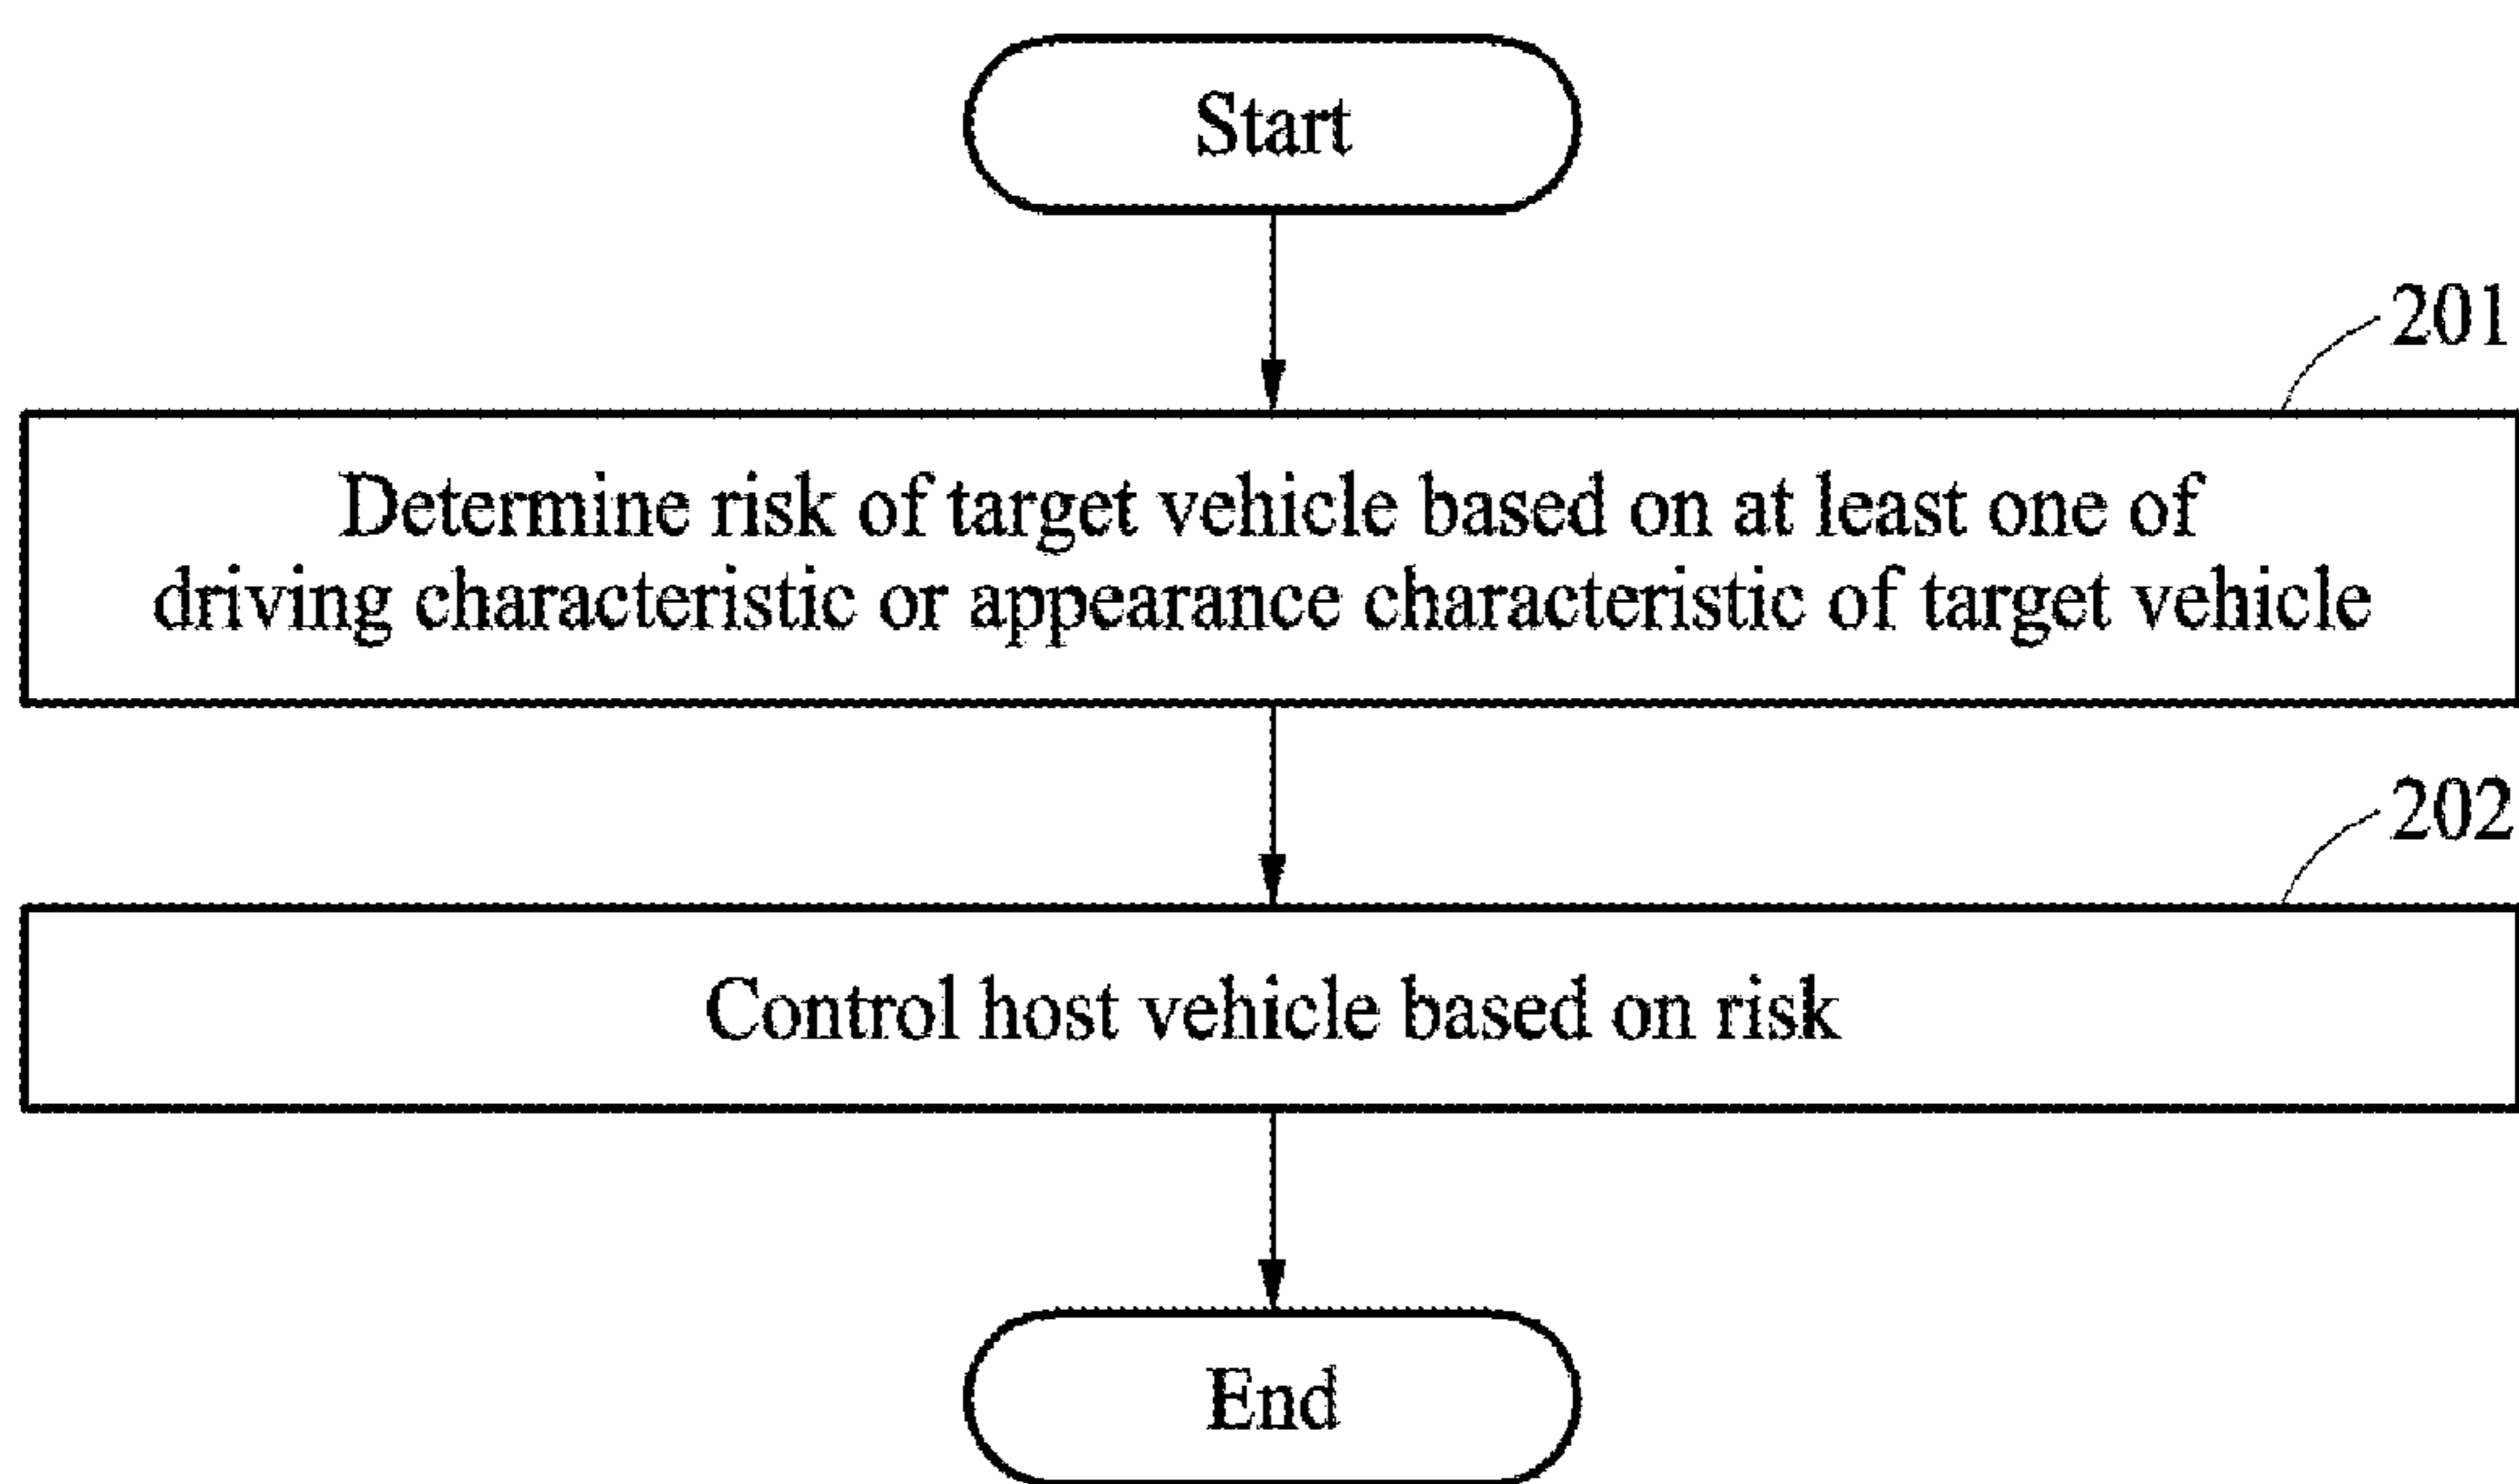 Start
201
Determine risk of target vehicle based on at least one of
driving characteristic or appearance characteristic of target vehicle
202
Control host vehicle based on risk
End